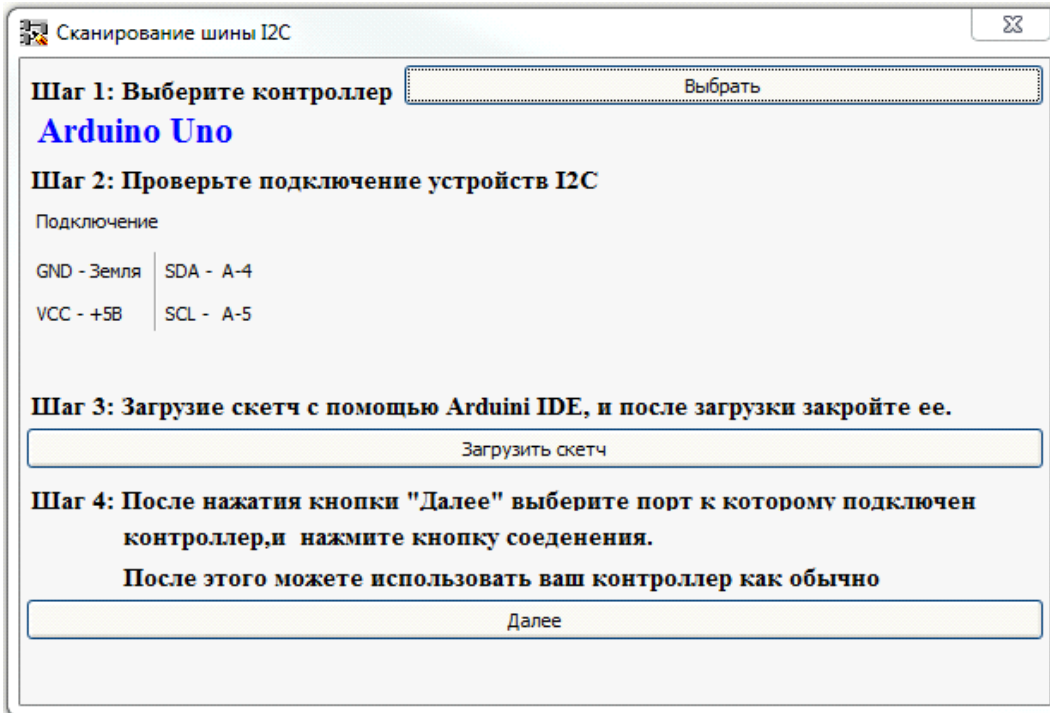 Сканирование шины I2C
Шаг 1: Выберите контроллер Выбрать
Arduino Uno
Шаг 2: Проверьте подключение устройств I2C
Подключение
GND - Земля SDA - A-4
VCC - +5В SCL - A-5
Шаг 3: Загрузие скетч с помощью Arduini IDE, и после загрузки закройте ее.
Загрузить скетч
Шаг 4: После нажатия кнопки "Далее" выберите порт к которому подключен
контроллер,и нажмите кнопку соеденения.
После этого можете использовать ваш контроллер как обычно
Далее